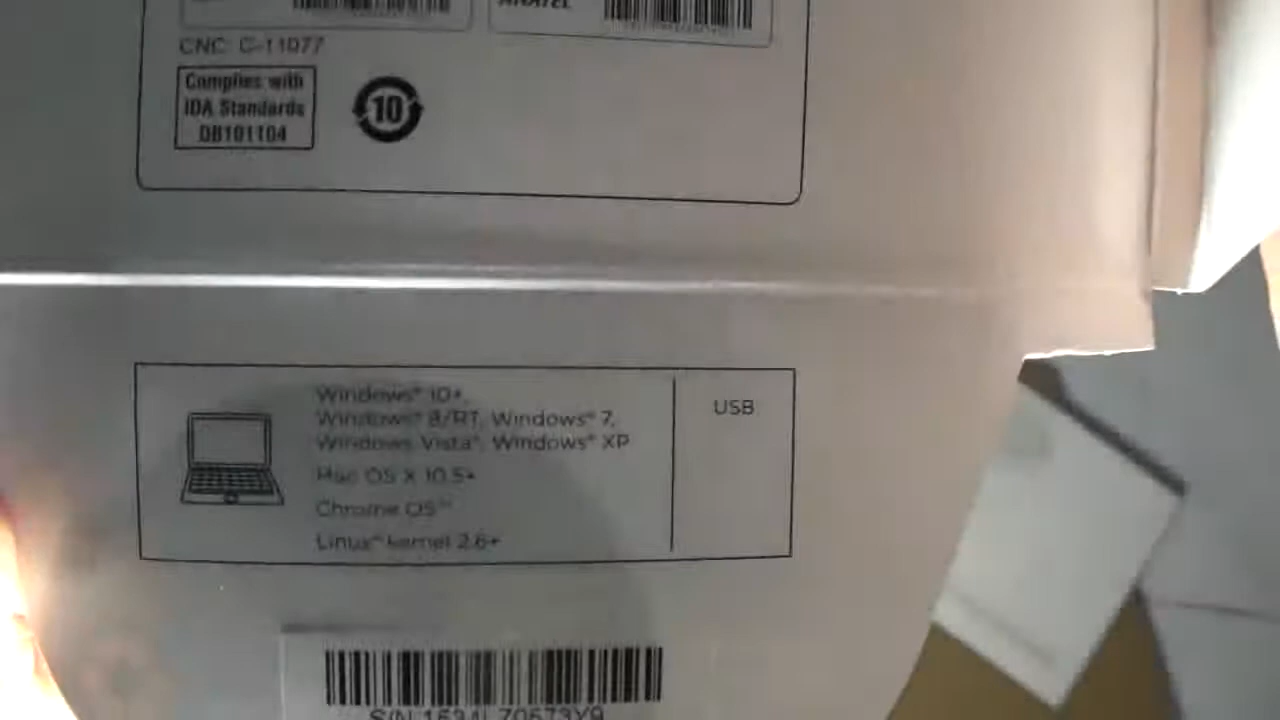 CNC: C-11077
Complies with
IDA Standards
DB101104
10
Windows® 10+,
Windows® 8/RT, Windows® 7,
Windows Vista®, Windows® XP
Mac OS X 10.5+
Chrome OS™
Linux® kernel 2.6+
USB